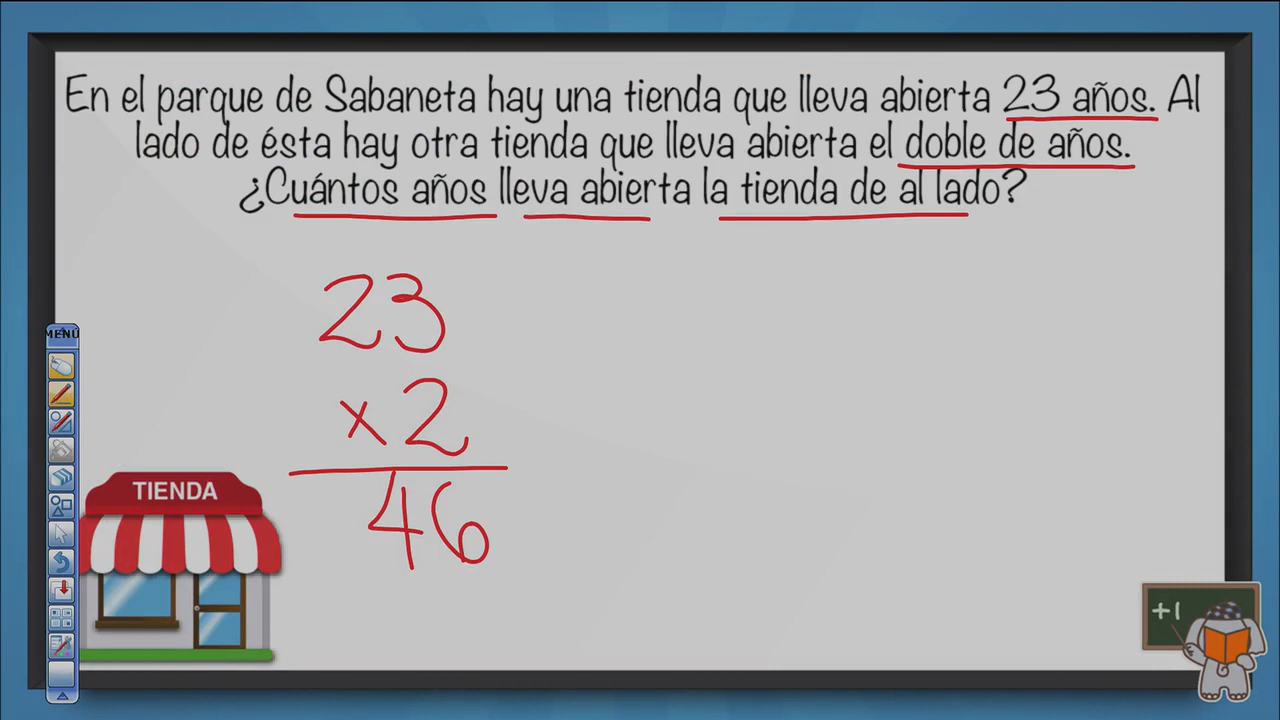 En el parque de Sabaneta hay una tienda que lleva abierta 23 años. Al
lado de ésta hay otra tienda que lleva abierta el doble de años.
¿Cuántos años lleva abierta la tienda de al lado?
23
x 2
46
MENÚ
TIENDA
+1